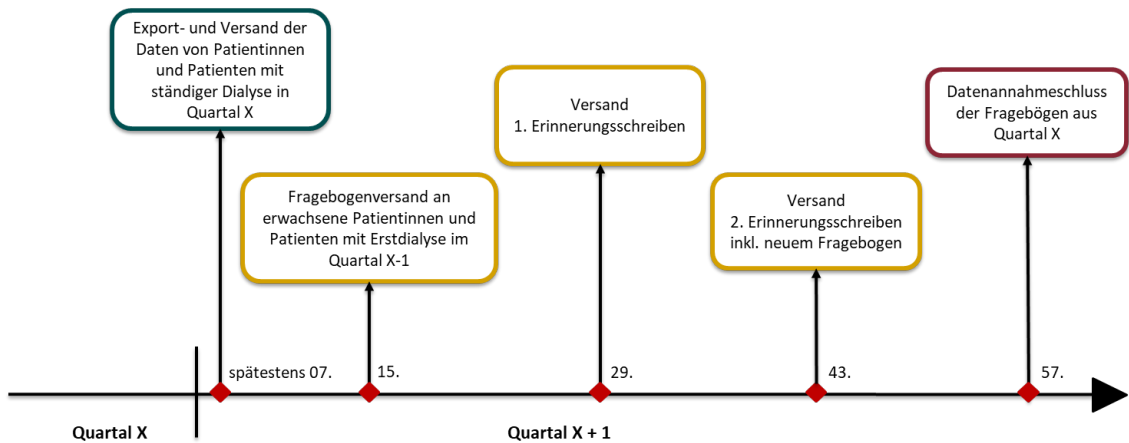 Export- und Versand der
Daten von Patientinnen
und Patienten mit
ständiger Dialyse in
Quartal X
Fragebogenversand an
erwachsene Patientinnen und
Patienten mit Erstdialyse im
Quartal X-1
Versand
1. Erinnerungsschreiben
Versand
2. Erinnerungsschreiben
inkl. neuem Fragebogen
Datenannahmeschluss
der Fragebögen aus
Quartal X
spätestens 07.
15.
29.
43.
57.
Quartal X
Quartal X + 1